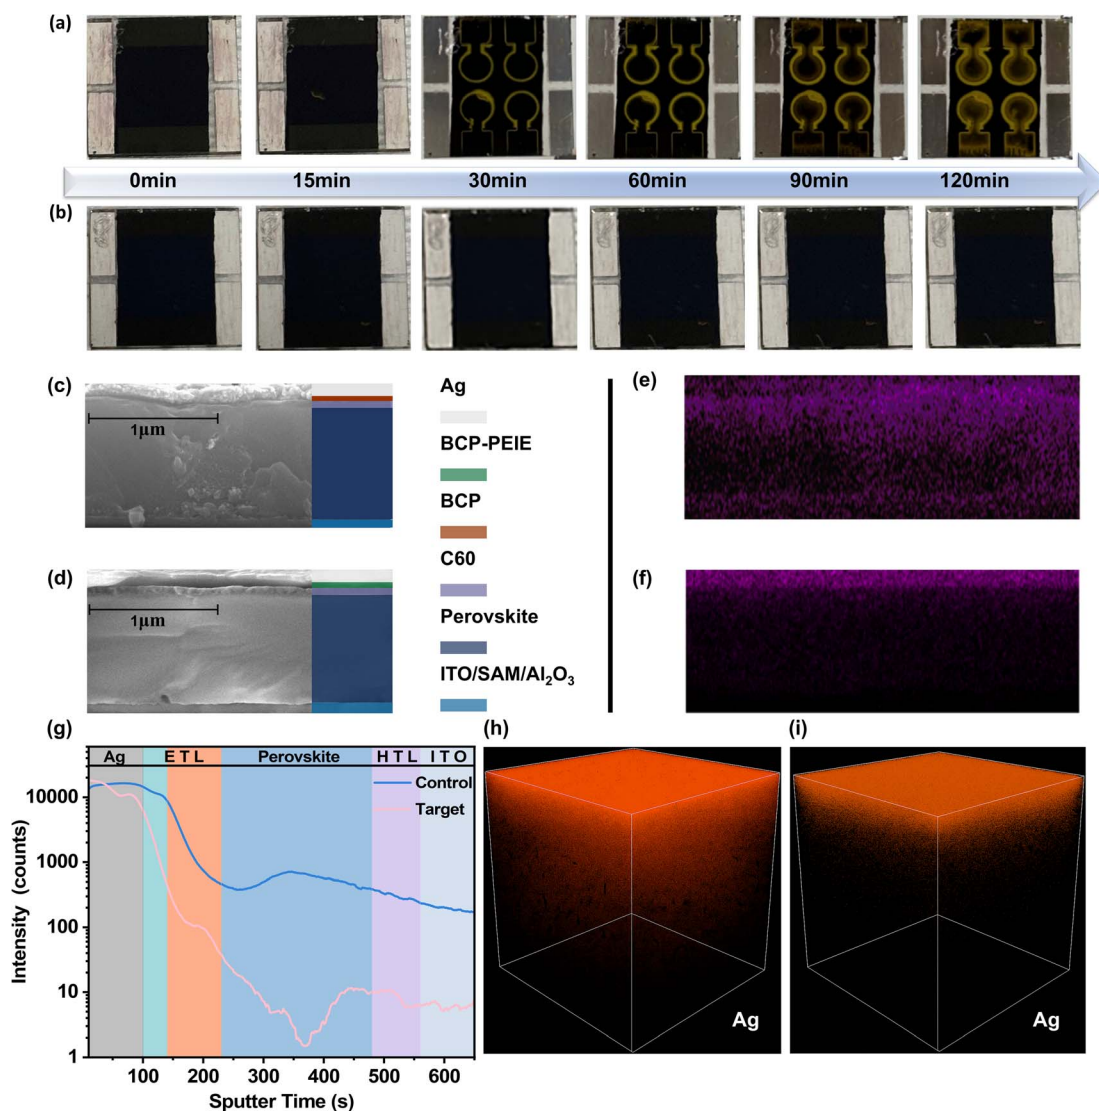 (a)
0min 15min 30min 60min 90min 120min
(b)
(c)
1μm
(d)
1μm
Ag
BCP-PEIE
BCP
C60
Perovskite
ITO/SAM/Al₂O₃
(e)
(f)
(g)
Ag ETL Perovskite HTL ITO
Control
Target
10000
1000
100
10
1
Intensity (counts)
100 200 300 400 500 600
Sputter Time (s)
(h)
Ag
(i)
Ag